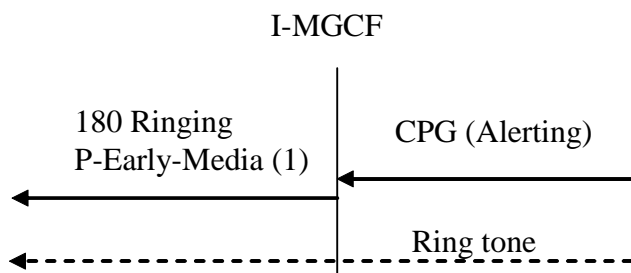 I-MGCF
180 Ringing
P-Early-Media (1)
CPG (Alerting)
Ring tone